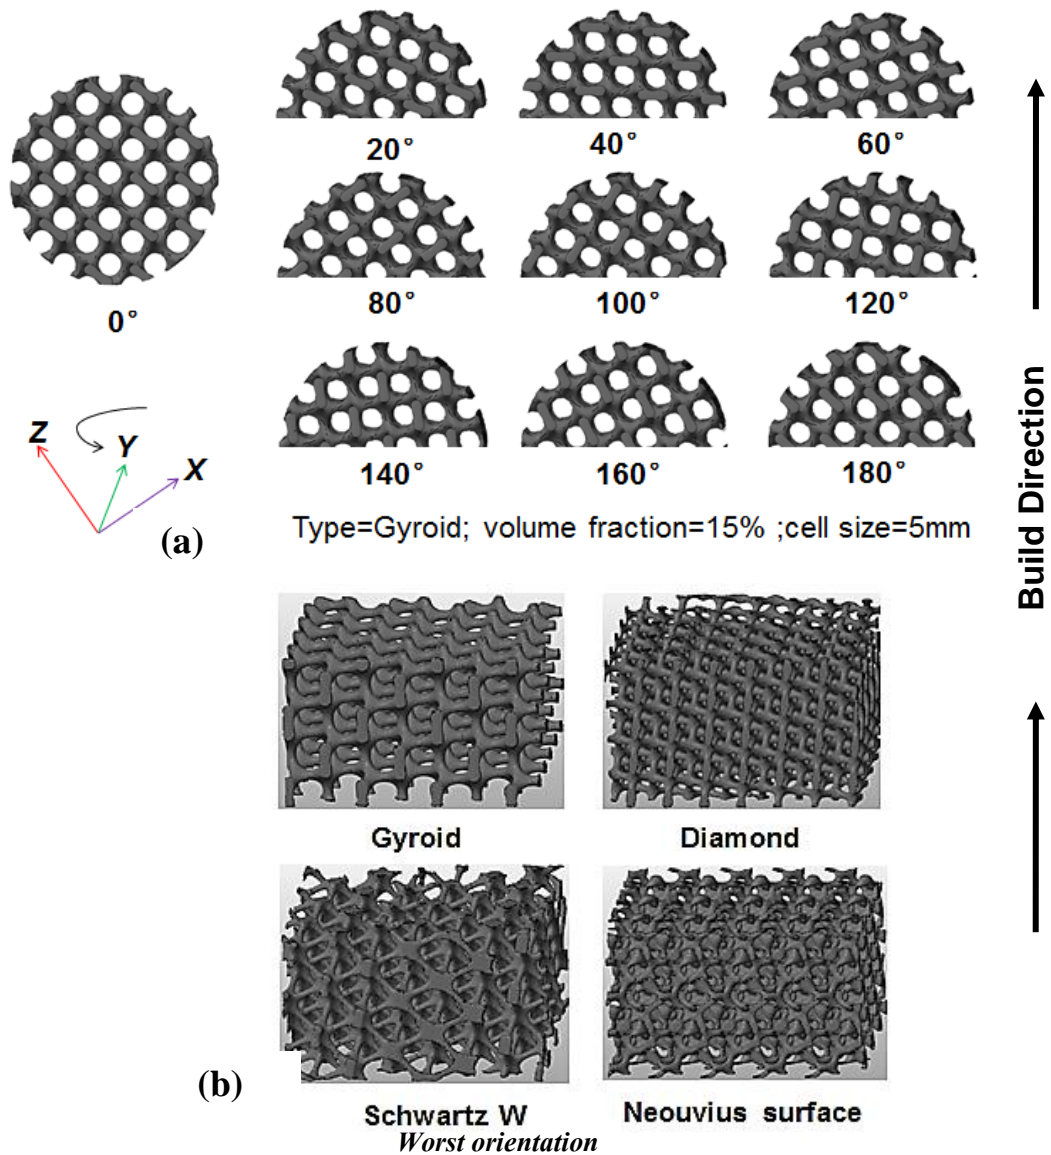 20°
40°
60°
0°
80°
100°
120°
140°
160°
180°
Z
Y
X
(a)
Type=Gyroid; volume fraction=15% ;cell size=5mm
Build Direction
Gyroid
Diamond
(b)
Schwartz W
Neouvius surface
Worst orientation